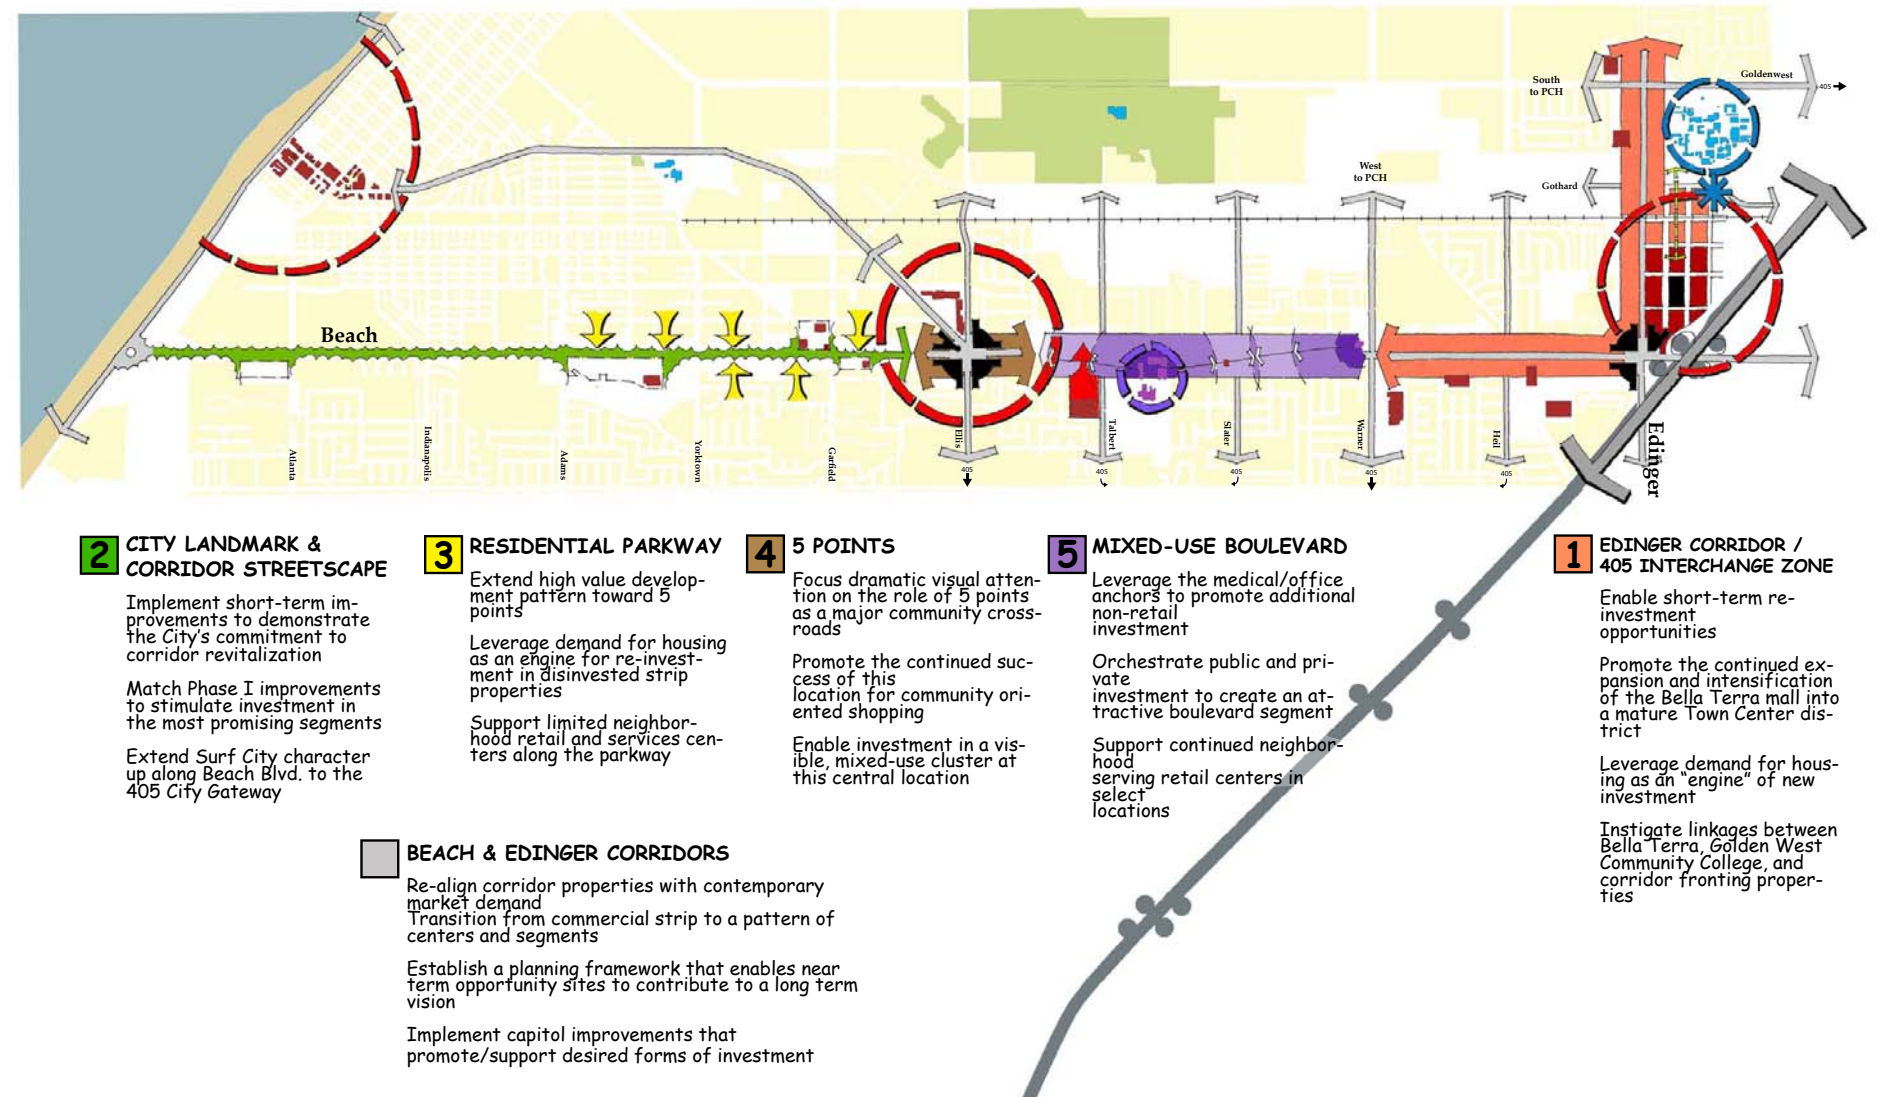 South
to PCH
Goldenwest
405
West
to PCH
Gothard
Beach
Atlanta
Indianapolis
Adams
Yorktown
Garfield
Ellis
Talbert
Slater
Warner
Heil
Edinger
405
405
405
405
405
2
CITY LANDMARK &
CORRIDOR STREETSCAPE
Implement short-term im-
provements to demonstrate
the City's commitment to
corridor revitalization
Match Phase I improvements
to stimulate investment in
the most promising segments
Extend Surf City character
up along Beach Blvd. to the
405 City Gateway
3
RESIDENTIAL PARKWAY
Extend high value develop-
ment pattern toward 5
points
Leverage demand for housing
as an engine for re-invest-
ment in disinvested strip
properties
Support limited neighbor-
hood retail and services cen-
ters along the parkway
4
5 POINTS
Focus dramatic visual atten-
tion on the role of 5 points
as a major community cross-
roads
Promote the continued suc-
cess of this
location for community ori-
ented shopping
Enable investment in a vis-
ible, mixed-use cluster at
this central location
5
MIXED-USE BOULEVARD
Leverage the medical/office
anchors to promote additional
non-retail
investment
Orchestrate public and pri-
vate
investment to create an at-
tractive boulevard segment
Support continued neighbor-
hood
serving retail centers in
select
locations
1
EDINGER CORRIDOR /
405 INTERCHANGE ZONE
Enable short-term re-
investment
opportunities
Promote the continued ex-
pansion and intensification
of the Bella Terra mall into
a mature Town Center dis-
trict
Leverage demand for hous-
ing as an "engine" of new
investment
Instigate linkages between
Bella Terra, Golden West
Community College, and
corridor fronting proper-
ties
BEACH & EDINGER CORRIDORS
Re-align corridor properties with contemporary
market demand
Transition from commercial strip to a pattern of
centers and segments
Establish a planning framework that enables near
term opportunity sites to contribute to a long term
vision
Implement capitol improvements that
promote/support desired forms of investment